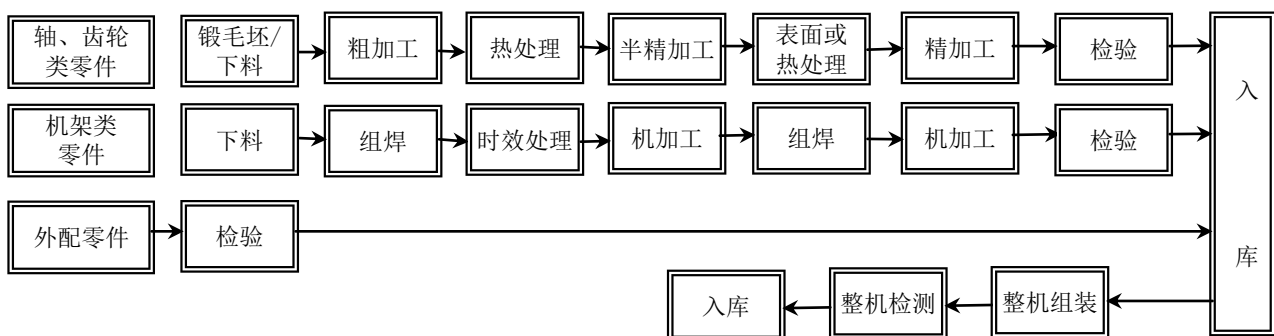 轴、齿轮
类零件
锻毛坯/
下料
粗加工
热处理
半精加工
表面或
热处理
精加工
检验
机架类
零件
下料
组焊
时效处理
机加工
组焊
机加工
检验
外配零件
检验
入
库
入库
整机检测
整机组装